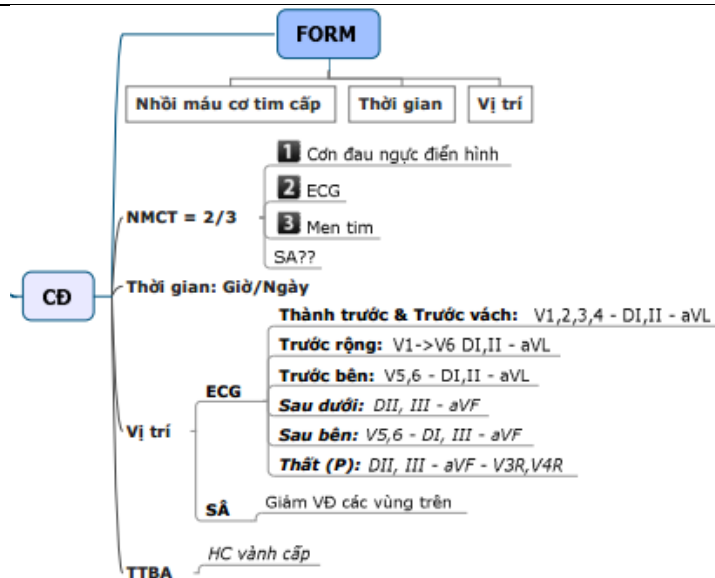 FORM
Nhồi máu cơ tim cấp
Thời gian
Vị trí
CĐ
NMCT = 2/3
1 Cơn đau ngực điển hình
2 ECG
3 Men tim
SA??
Thời gian: Giờ/Ngày
Vị trí
ECG
Thành trước & Trước vách: V1,2,3,4 - DI,II - aVL
Trước rộng: V1->V6 DI,II - aVL
Trước bên: V5,6 - DI,II - aVL
Sau dưới: DII, III - aVF
Sau bên: V5,6 - DI, III - aVF
Thất (P): DII, III - aVF - V3R,V4R
SÂ
Giảm VĐ các vùng trên
TTBA
HC vành cấp